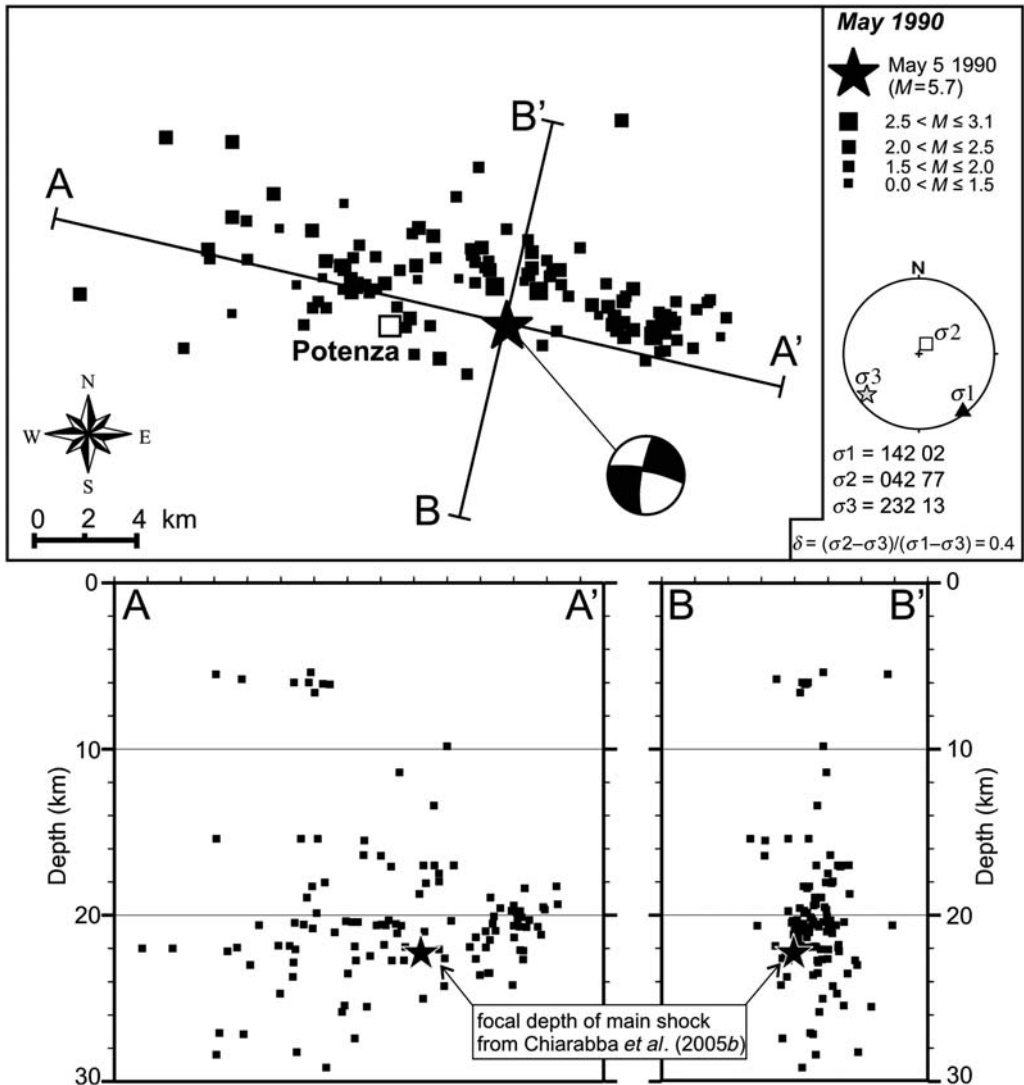 May 1990
May 5 1990
(M=5.7)
2.5 < M ≤ 3.1
2.0 < M ≤ 2.5
1.5 < M ≤ 2.0
0.0 < M ≤ 1.5
A
B’
Potenza
A’
B
N
W E
S
0 2 4 km
N
σ2
σ3
σ1
σ1 = 142 02
σ2 = 042 77
σ3 = 232 13
δ = (σ2–σ3)/(σ1–σ3) = 0.4
0 A A’ B B’ 0
10 10
Depth (km) Depth (km)
20 20
focal depth of main shock
from Chiarabba et al. (2005b)
30 30